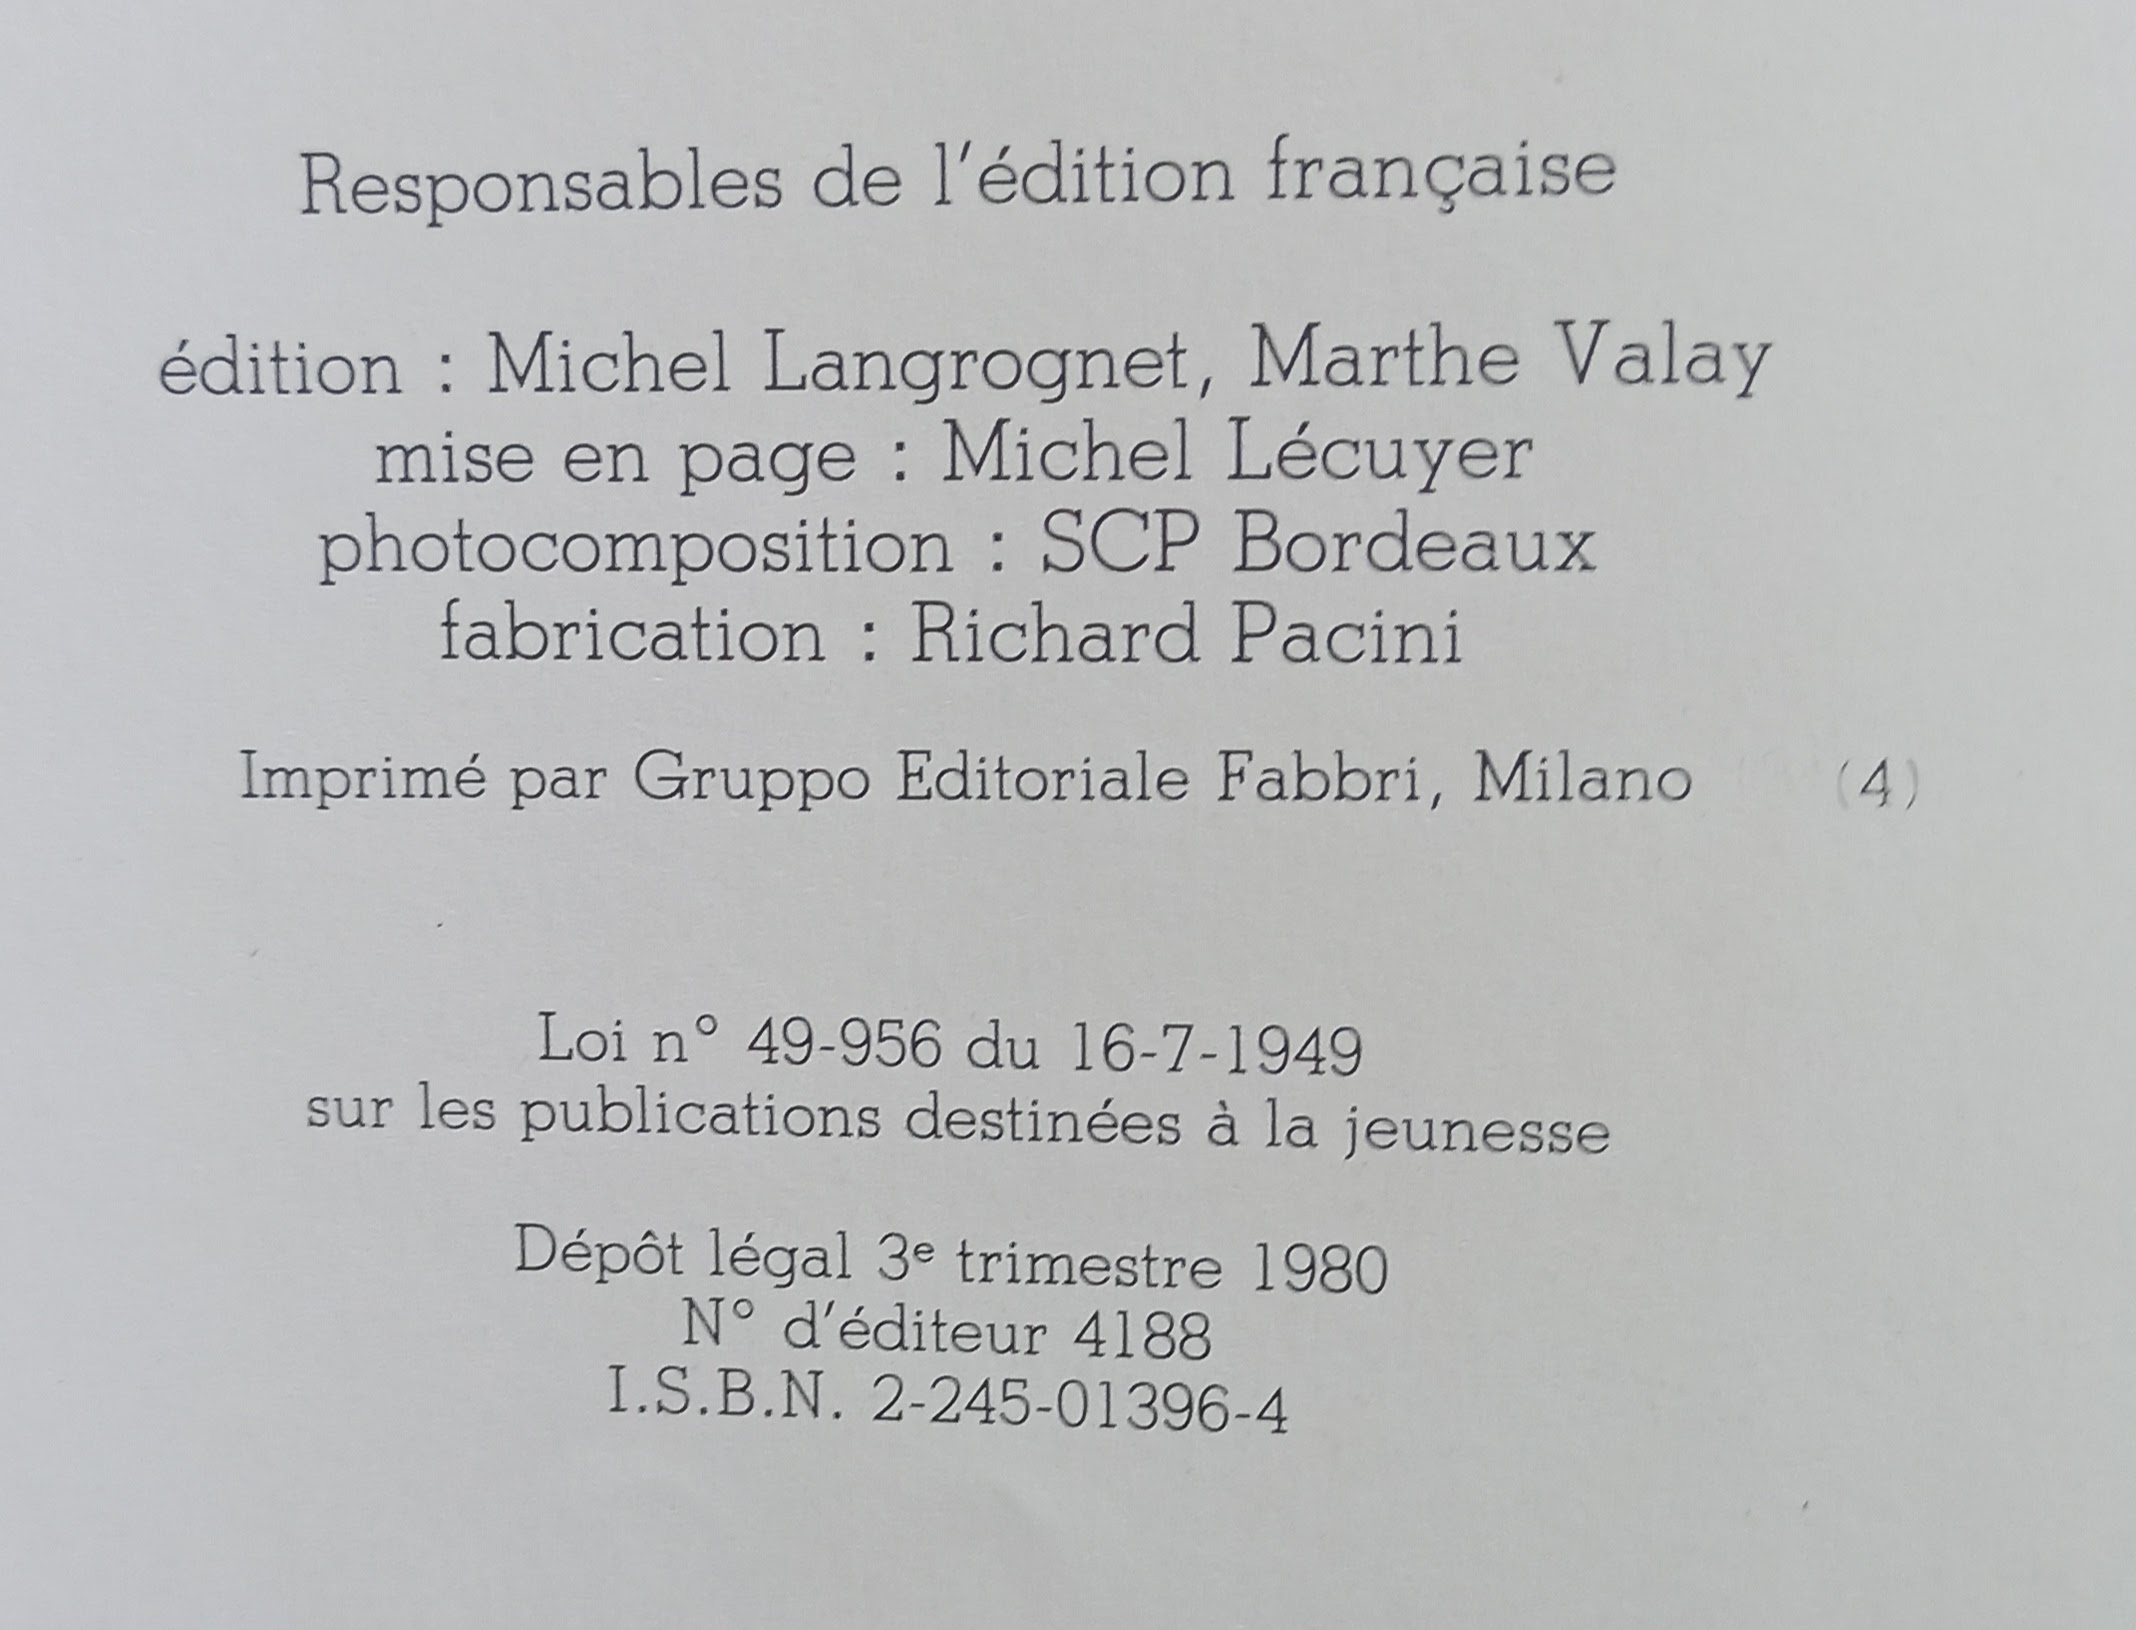 Responsables de l'édition française
édition : Michel Langrognet, Marthe Valay
mise en page : Michel Lécuyer
photocomposition : SCP Bordeaux
fabrication : Richard Pacini
Imprimé par Gruppo Editoriale Fabbri, Milano (4)
Loi n° 49-956 du 16-7-1949
sur les publications destinées à la jeunesse
Dépôt légal 3e trimestre 1980
N° d'éditeur 4188
I.S.B.N. 2-245-01396-4